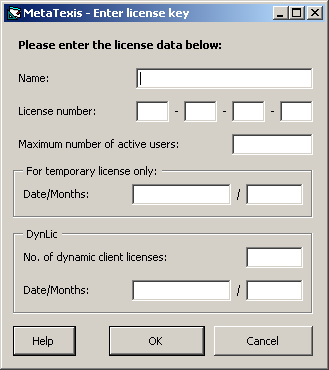 MetaTexis - Enter license key
Please enter the license data below:
Name:
License number: - - -
Maximum number of active users:
For temporary license only:
Date/Months: /
DynLic
No. of dynamic client licenses:
Date/Months: /
Help OK Cancel